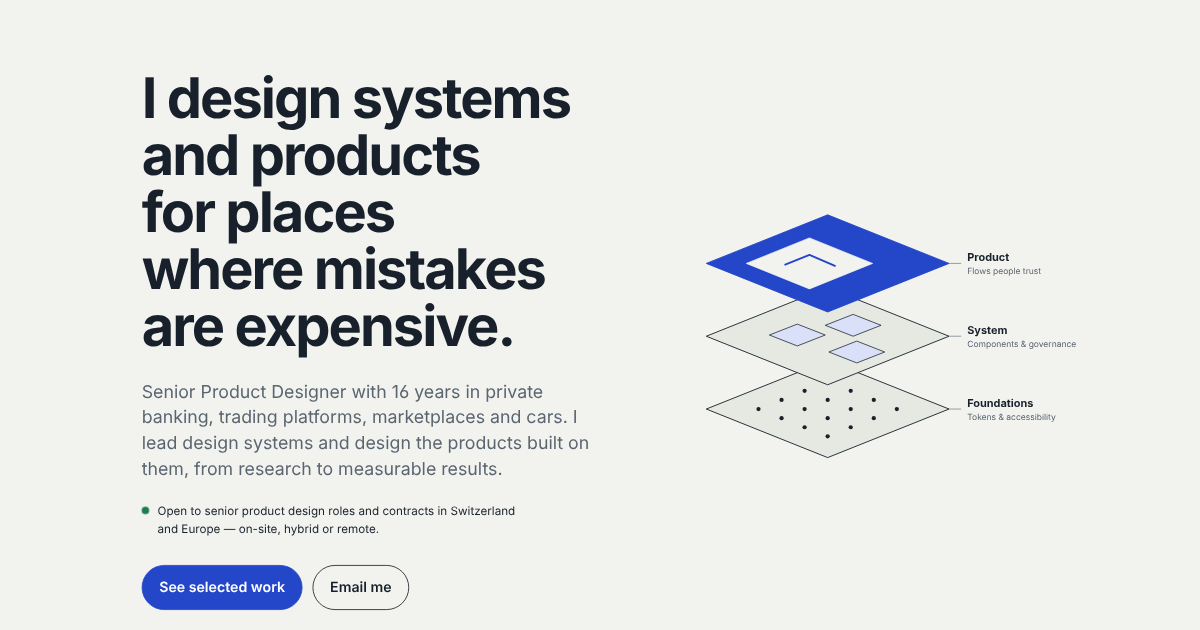 I design systems
and products
for places
where mistakes
are expensive.
Senior Product Designer with 16 years in private
banking, trading platforms, marketplaces and cars. I
lead design systems and design the products built on
them, from research to measurable results.
Open to senior product design roles and contracts in Switzerland
and Europe — on-site, hybrid or remote.
See selected work
Email me
Product
Flows people trust
System
Components & governance
Foundations
Tokens & accessibility